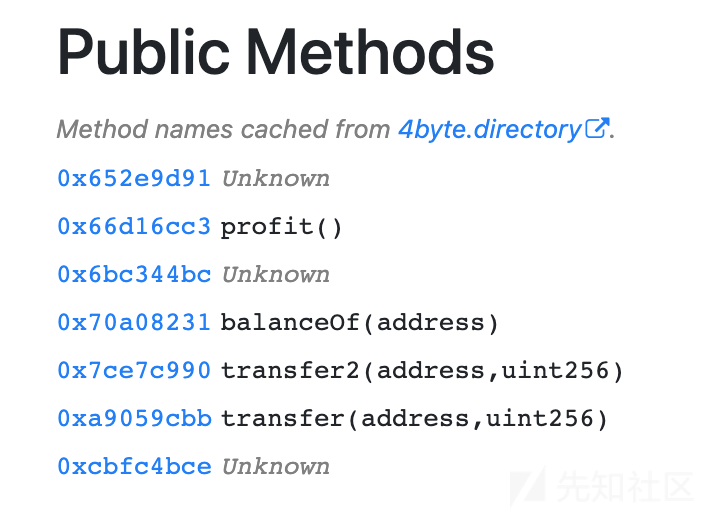 Public Methods
Method names cached from 4byte.directory.
0x652e9d91 Unknown
0x66d16cc3 profit()
0x6bc344bc Unknown
0x70a08231 balanceOf(address)
0x7ce7c990 transfer2(address,uint256)
0xa9059cbb transfer(address,uint256)
0xcbfc4bce Unknown
先知社区